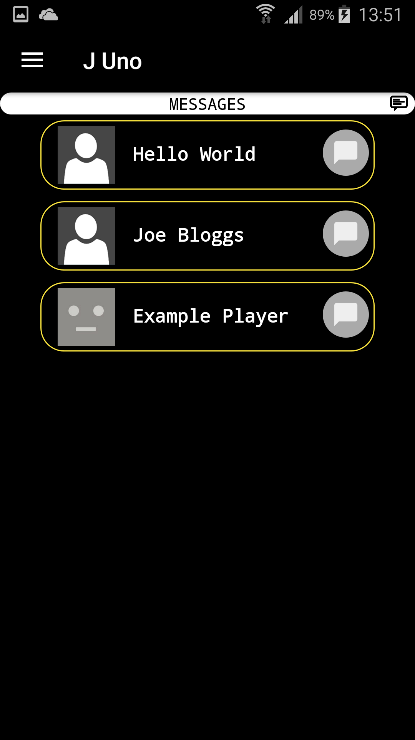 89% 13:51
J Uno
MESSAGES
Hello World
Joe Bloggs
Example Player